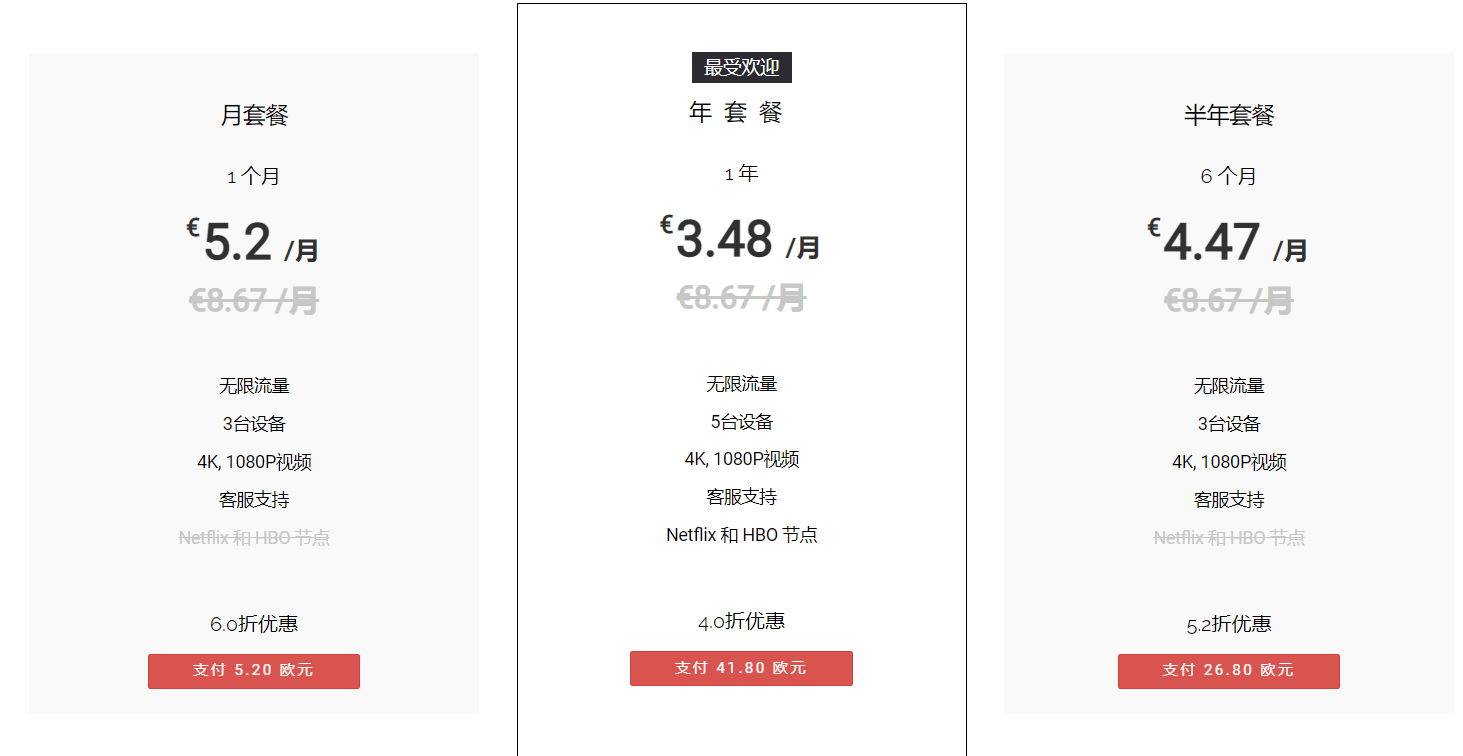 月套餐
1 个月
€5.2 /月
€8.67 /月
无限流量
3台设备
4K, 1080P视频
客服支持
Netflix 和 HBO 节点
6.0折优惠
支付 5.20 欧元
最受欢迎
年 套 餐
1 年
€3.48 /月
€8.67 /月
无限流量
5台设备
4K, 1080P视频
客服支持
Netflix 和 HBO 节点
4.0折优惠
支付 41.80 欧元
半年套餐
6 个月
€4.47 /月
€8.67 /月
无限流量
3台设备
4K, 1080P视频
客服支持
Netflix 和 HBO 节点
5.2折优惠
支付 26.80 欧元